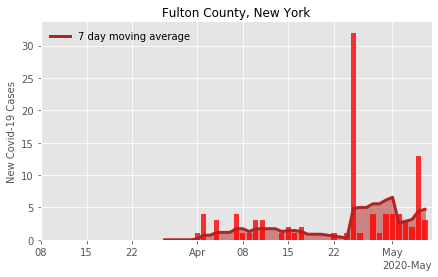 Fulton County, New York
7 day moving average
New Covid-19 Cases
30
25
20
15
10
5
0
08
15
22
Apr
08
15
22
May
2020-May